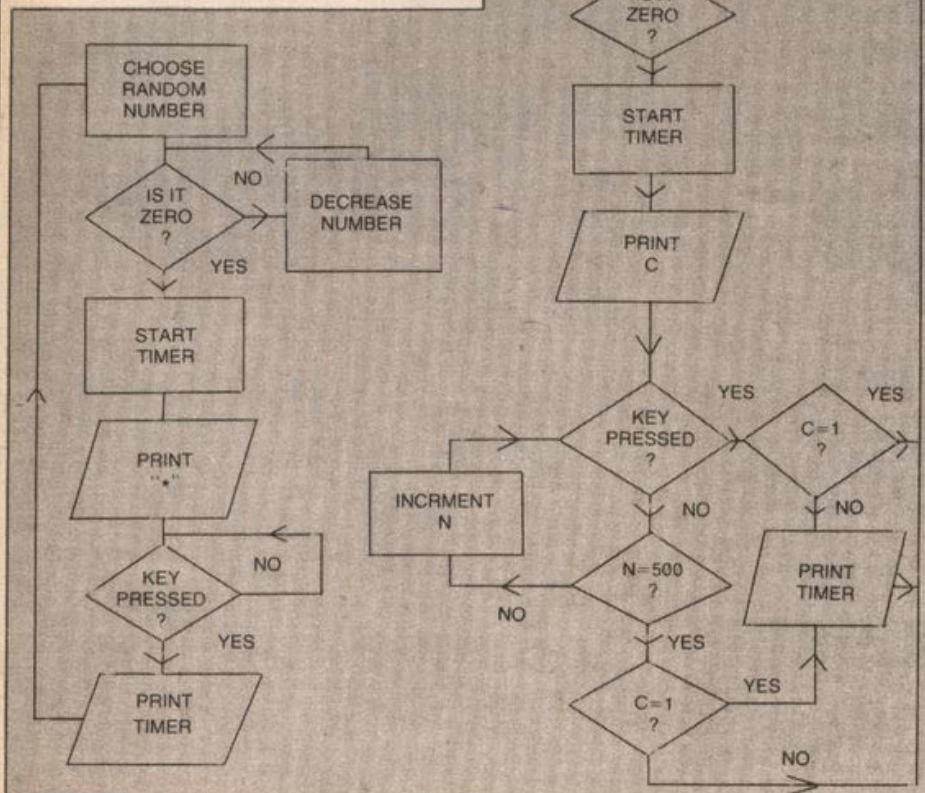 CHOOSE
RANDOM
NUMBER
NO
IS IT
ZERO
?
DECREASE
NUMBER
YES
START
TIMER
PRINT
"*"
NO
KEY
PRESSED
?
YES
PRINT
TIMER
ZERO
?
START
TIMER
PRINT
C
YES
YES
KEY
PRESSED
?
C=1
?
INCRMENT
N
NO
NO
N=500
?
PRINT
TIMER
NO
YES
C=1
?
YES
NO